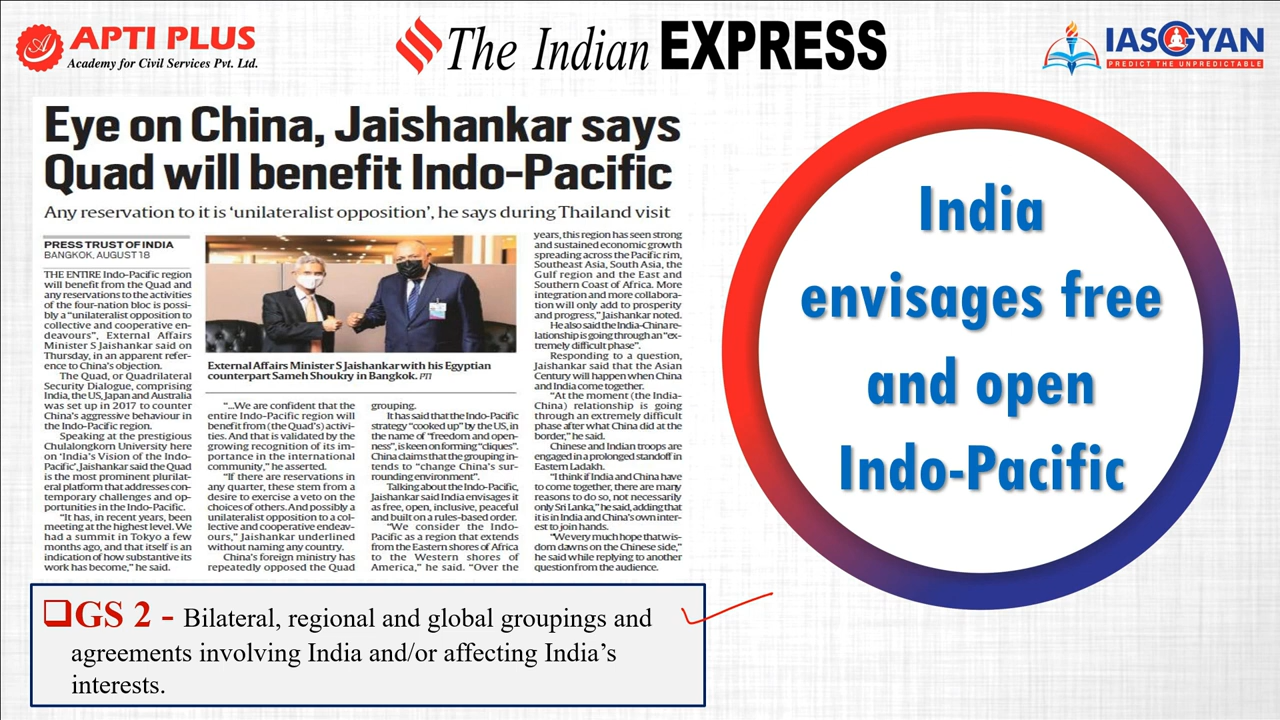 APTI PLUS
Academy for Civil Services Pvt. Ltd.
The Indian EXPRESS
IASGYAN
PREDICT THE UNPREDICTABLE
Eye on China, Jaishankar says
Quad will benefit Indo-Pacific
Any reservation to it is ‘unilateralist opposition’, he says during Thailand visit
PRESS TRUST OF INDIA
BANGKOK, AUGUST 18
THE ENTIRE Indo-Pacific region
will benefit from the Quad and
any reservations to the activities
of the four-nation bloc is possi-
bly a “unilateralist opposition to
collective and cooperative en-
deavours”, External Affairs
Minister S Jaishankar said on
Thursday, in an apparent refer-
ence to China’s objection.
The Quad, or Quadrilateral
Security Dialogue, comprising
India, the US, Japan and Australia
was set up in 2017 to counter
China’s aggressive behaviour in
the Indo-Pacific region.
Speaking at the prestigious
Chulalongkorn University here
on ‘India’s Vision of the Indo-
Pacific’, Jaishankar said the Quad
is the most prominent plurilat-
eral platform that addresses con-
temporary challenges and op-
portunities in the Indo-Pacific.
“It has, in recent years, been
meeting at the highest level. We
had a summit in Tokyo a few
months ago, and that itself is an
indication of how substantive its
work has become,” he said.
External Affairs Minister S Jaishankar with his Egyptian
counterpart Sameh Shoukry in Bangkok. PTI
“...We are confident that the
entire Indo-Pacific region will
benefit from (the Quad’s) activi-
ties. And that is validated by the
growing recognition of its im-
portance in the international
community,” he asserted.
“If there are reservations in
any quarter, these stem from a
desire to exercise a veto on the
choices of others. And possibly a
unilateralist opposition to a col-
lective and cooperative endeav-
ours,” Jaishankar underlined
without naming any country.
China’s foreign ministry has
repeatedly opposed the Quad
grouping.
It has said that the Indo-Pacific
strategy “cooked up” by the US, in
the name of “freedom and open-
ness”, is keen on forming “cliques”.
China claims that the grouping in-
tends to “change China’s sur-
rounding environment”.
Talking about the Indo-Pacific,
Jaishankar said India envisages it
as free, open, inclusive, peaceful
and built on a rules-based order.
“We consider the Indo-
Pacific as a region that extends
from the Eastern shores of Africa
to the Western shores of
America,” he said. “Over the
years, this region has seen strong
and sustained economic growth
spreading across the Pacific rim,
Southeast Asia, South Asia, the
Gulf region and the East and
Southern Coast of Africa. More
integration and more collabora-
tion will only add to prosperity
and progress,” Jaishankar noted.
He also said the India-China re-
lationship is going through an “ex-
tremely difficult phase”.
Responding to a question,
Jaishankar said that the Asian
Century will happen when China
and India come together.
“At the moment (the India-
China) relationship is going
through an extremely difficult
phase after what China did at the
border,” he said.
Chinese and Indian troops are
engaged in a prolonged standoff in
Eastern Ladakh.
“I think if India and China have
to come together, there are many
reasons to do so, not necessarily
only Sri Lanka,” he said, adding that
it is in India and China’s own inter-
est to join hands.
“We very much hope that wis-
dom dawns on the Chinese side,”
he said while replying to another
question from the audience.
India
envisages free
and open
Indo-Pacific
GS 2 - Bilateral, regional and global groupings and
agreements involving India and/or affecting India’s
interests.